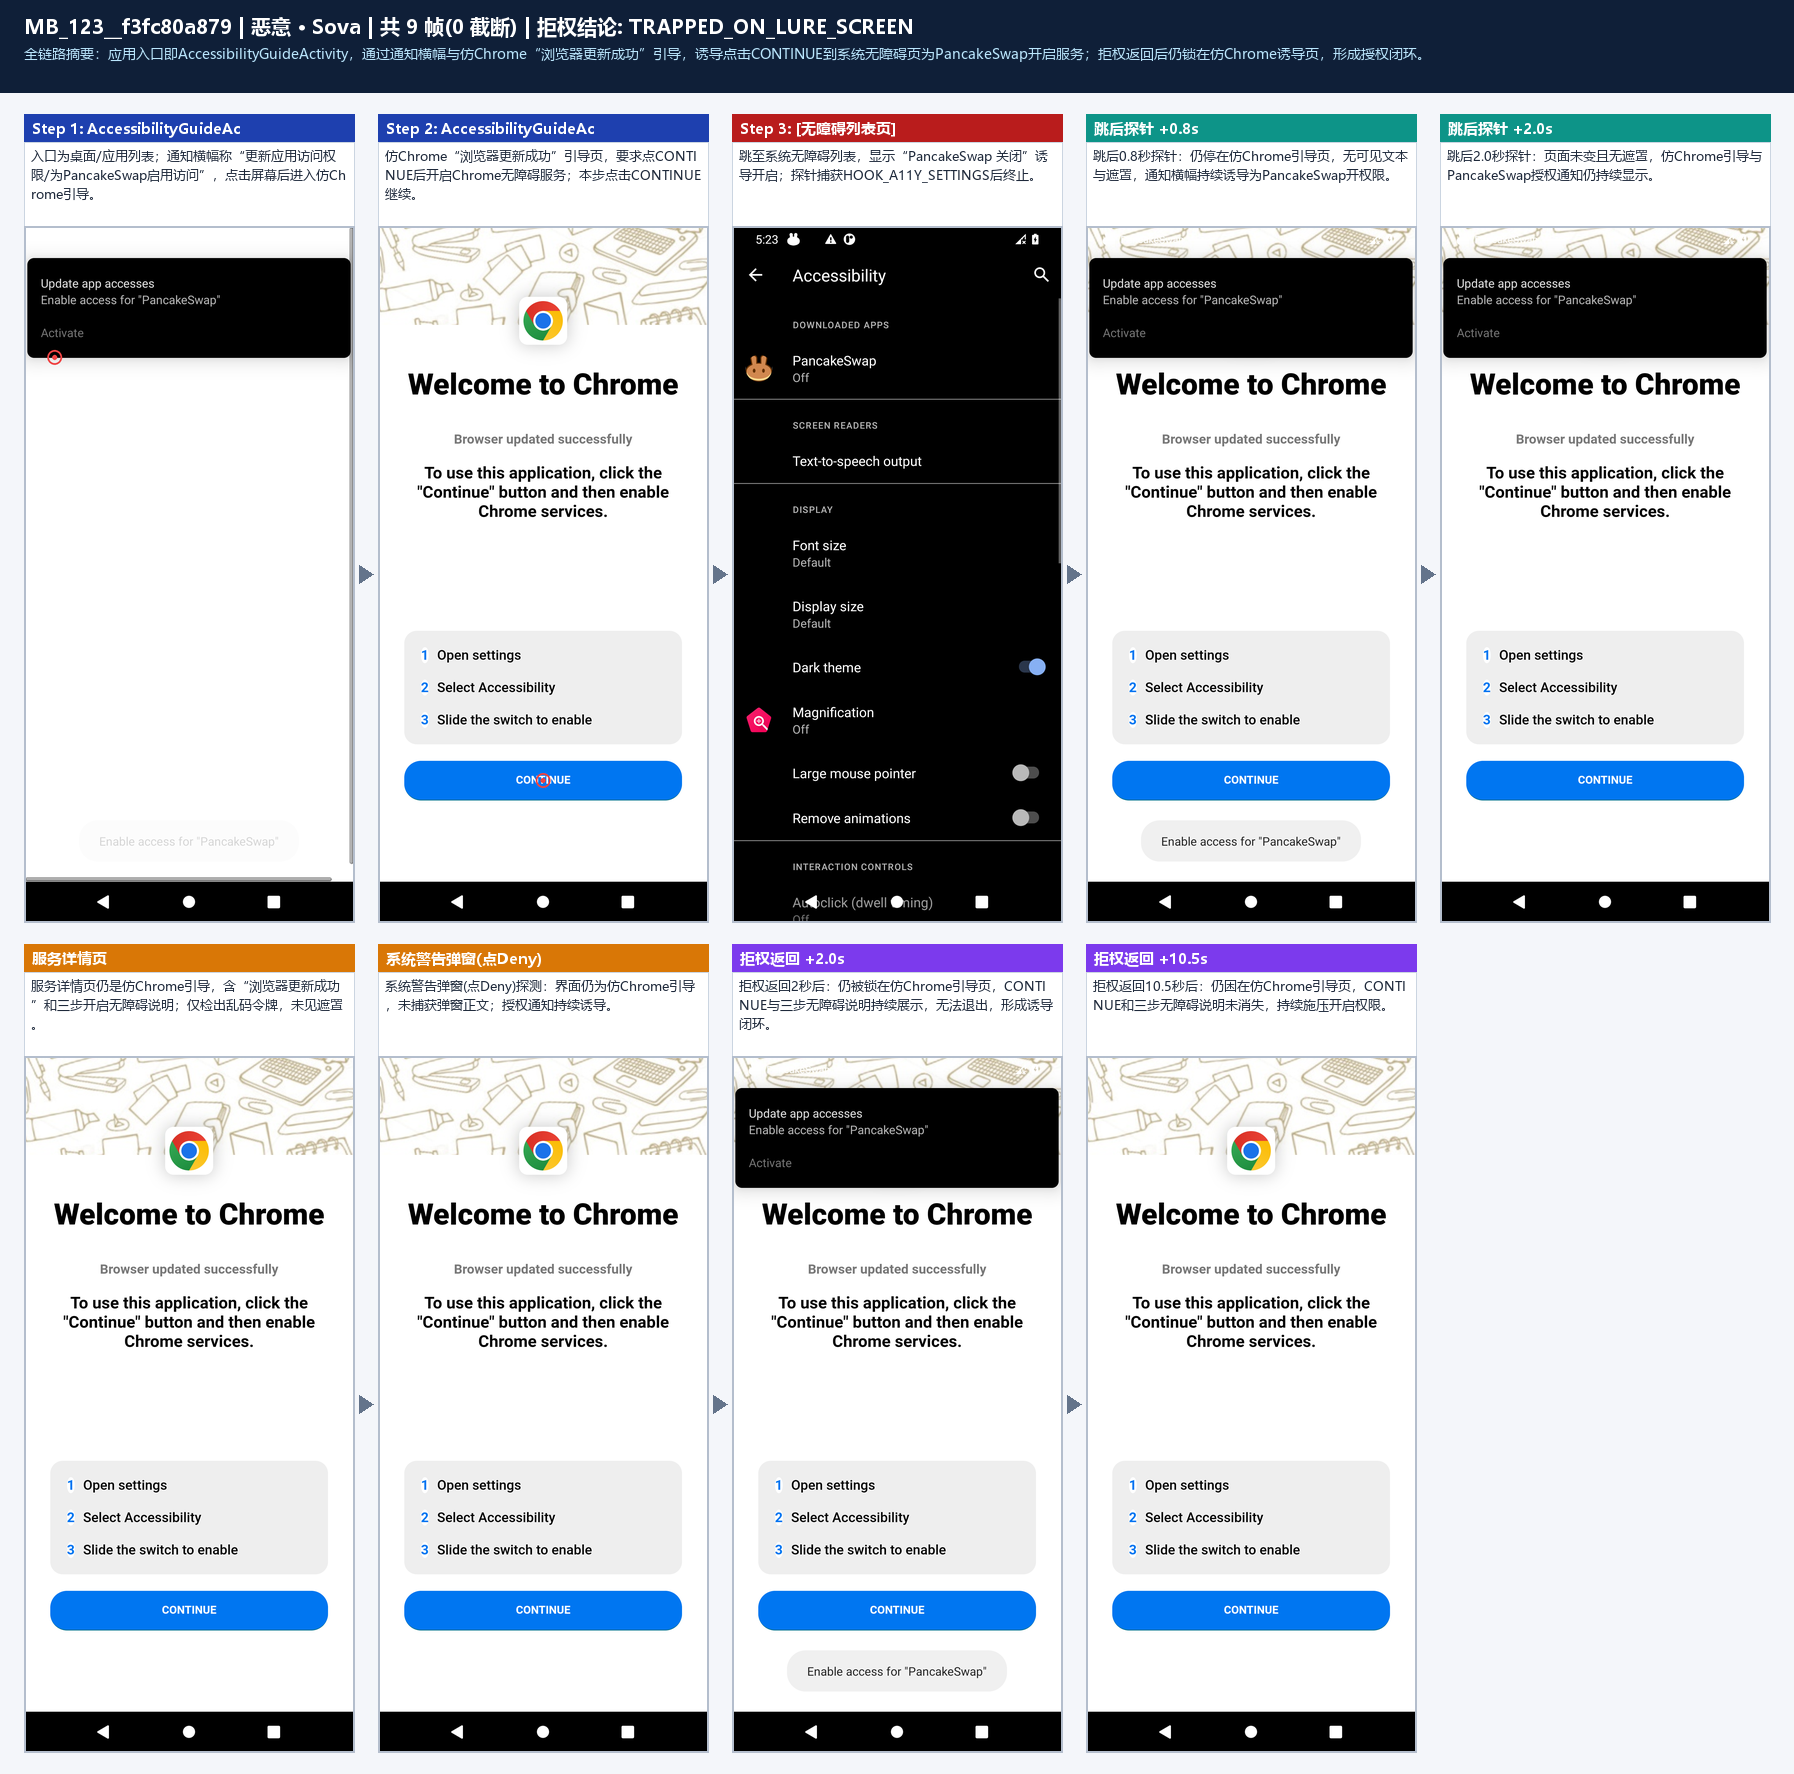 MB_123__f3fc80a879 | 恶意 • Sova | 共 9 帧(0 截断) | 拒权结论: TRAPPED_ON_LURE_SCREEN
全链路摘要：应用入口即AccessibilityGuideActivity，通过通知横幅与仿Chrome“浏览器更新成功”引导，诱导点击CONTINUE到系统无障碍页为PancakeSwap开启服务；拒权返回后仍锁在仿Chrome诱导页，形成授权闭环。
Step 1: AccessibilityGuideAc
入口为桌面/应用列表；通知横幅称“更新应用访问权
限/为PancakeSwap启用访问”，点击屏幕后进入仿Ch
rome引导。
Update app accesses
Enable access for "PancakeSwap"
Activate
Enable access for "PancakeSwap"
Step 2: AccessibilityGuideAc
仿Chrome“浏览器更新成功”引导页，要求点CONTI
NUE后开启Chrome无障碍服务；本步点击CONTINUE
继续。
Welcome to Chrome
Browser updated successfully
To use this application, click the
"Continue" button and then enable
Chrome services.
1 Open settings
2 Select Accessibility
3 Slide the switch to enable
CONTINUE
Step 3: [无障碍列表页]
跳至系统无障碍列表，显示“PancakeSwap 关闭”诱
导开启；探针捕获HOOK_A11Y_SETTINGS后终止。
5:23
Accessibility
DOWNLOADED APPS
PancakeSwap
Off
SCREEN READERS
Text-to-speech output
DISPLAY
Font size
Default
Display size
Default
Dark theme
Magnification
Off
Large mouse pointer
Remove animations
INTERACTION CONTROLS
Autoclick (dwell timing)
Off
跳后探针 +0.8s
跳后0.8秒探针：仍停在仿Chrome引导页，无可见文本
与遮罩，通知横幅持续诱导为PancakeSwap开权限。
Update app accesses
Enable access for "PancakeSwap"
Activate
Welcome to Chrome
Browser updated successfully
To use this application, click the
"Continue" button and then enable
Chrome services.
1 Open settings
2 Select Accessibility
3 Slide the switch to enable
CONTINUE
Enable access for "PancakeSwap"
跳后探针 +2.0s
跳后2.0秒探针：页面未变且无遮罩，仿Chrome引导与
PancakeSwap授权通知仍持续显示。
Update app accesses
Enable access for "PancakeSwap"
Activate
Welcome to Chrome
Browser updated successfully
To use this application, click the
"Continue" button and then enable
Chrome services.
1 Open settings
2 Select Accessibility
3 Slide the switch to enable
CONTINUE
服务详情页
服务详情页仍是仿Chrome引导，含“浏览器更新成功
”和三步开启无障碍说明；仅检出乱码令牌，未见遮罩
。
Welcome to Chrome
Browser updated successfully
To use this application, click the
"Continue" button and then enable
Chrome services.
1 Open settings
2 Select Accessibility
3 Slide the switch to enable
CONTINUE
系统警告弹窗(点Deny)
系统警告弹窗(点Deny)探测：界面仍为仿Chrome引导
，未捕获弹窗正文；授权通知持续诱导。
Welcome to Chrome
Browser updated successfully
To use this application, click the
"Continue" button and then enable
Chrome services.
1 Open settings
2 Select Accessibility
3 Slide the switch to enable
CONTINUE
拒权返回 +2.0s
拒权返回2秒后：仍被锁在仿Chrome引导页，CONTI
NUE与三步无障碍说明持续展示，无法退出，形成诱导
闭环。
Update app accesses
Enable access for "PancakeSwap"
Activate
Welcome to Chrome
Browser updated successfully
To use this application, click the
"Continue" button and then enable
Chrome services.
1 Open settings
2 Select Accessibility
3 Slide the switch to enable
CONTINUE
Enable access for "PancakeSwap"
拒权返回 +10.5s
拒权返回10.5秒后：仍困在仿Chrome引导页，CONTI
NUE和三步无障碍说明未消失，持续施压开启权限。
Welcome to Chrome
Browser updated successfully
To use this application, click the
"Continue" button and then enable
Chrome services.
1 Open settings
2 Select Accessibility
3 Slide the switch to enable
CONTINUE